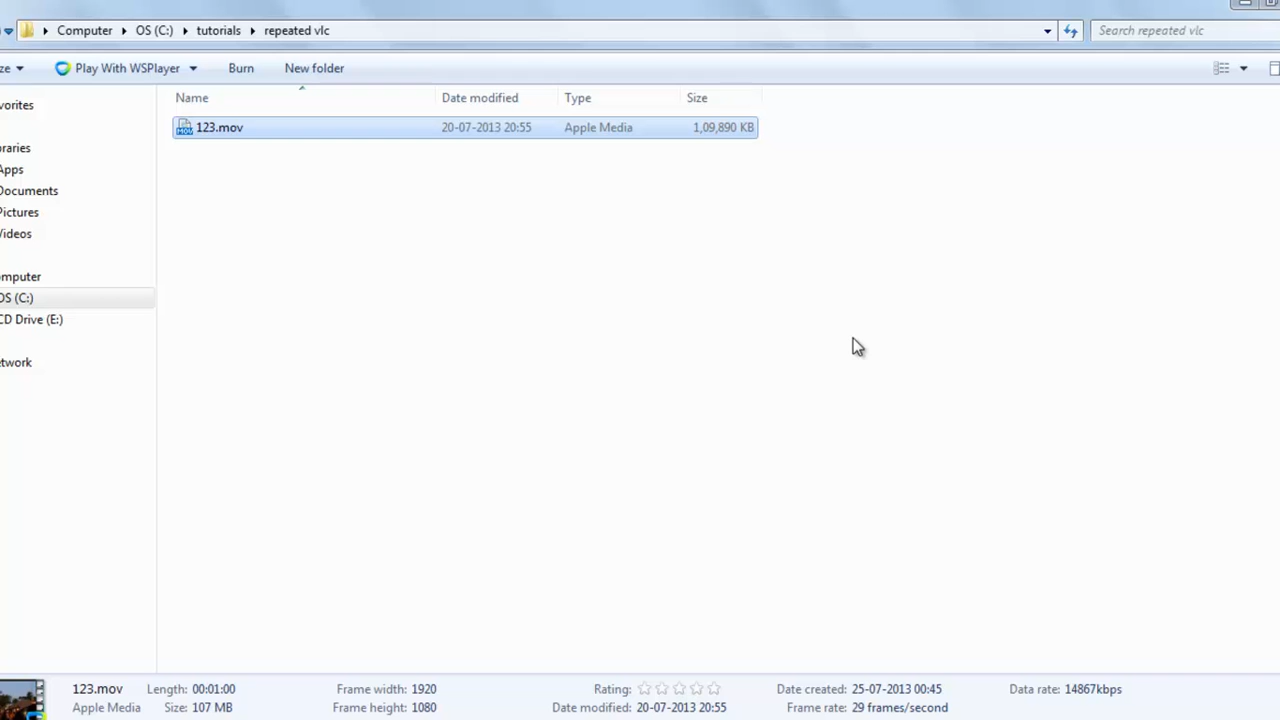 Computer OS (C:) tutorials repeated vlc Search repeated vlc
ze Play With WSPlayer Burn New folder
Name Date modified Type Size
123.mov 20-07-2013 20:55 Apple Media 1,09,890 KB
vorites
braries
Apps
Documents
Pictures
Videos
omputer
OS (C:)
CD Drive (E:)
etwork
123.mov Length: 00:01:00 Frame width: 1920 Rating: Date created: 25-07-2013 00:45 Data rate: 14867kbps
Apple Media Size: 107 MB Frame height: 1080 Date modified: 20-07-2013 20:55 Frame rate: 29 frames/second